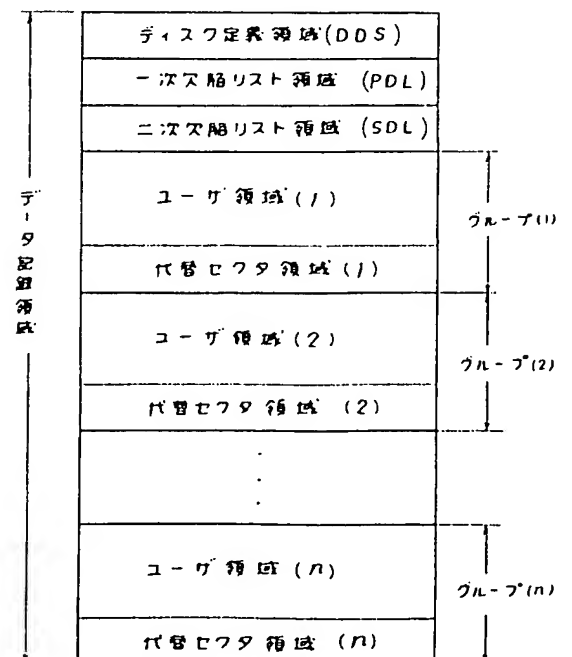 ディスク定義領域(DDS)
一次欠陥リスト領域 (PDL)
二次欠陥リスト領域 (SDL)
ユーザ領域(1)
代替セクタ領域(1)
グループ(1)
データ記録領域
ユーザ領域(2)
代替セクタ領域 (2)
グループ(2)
ユーザ領域 (n)
代替セクタ領域 (n)
グループ(n)